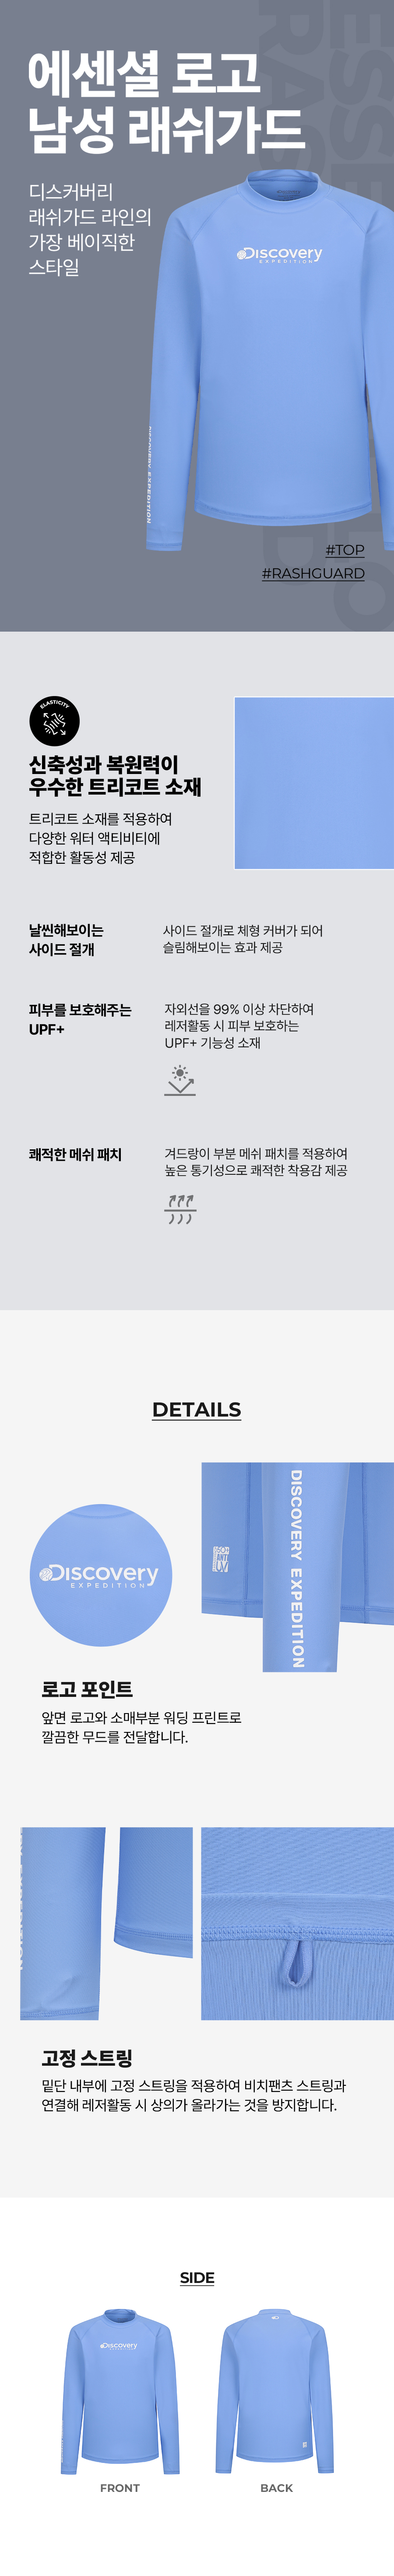 에센셜 로고
남성 래쉬가드
디스커버리
래쉬가드 라인의
가장 베이직한
스타일
Discovery
EXPEDITION
DISCOVERY EXPEDITION
#TOP
#RASHGUARD
ELASTICITY
신축성과 복원력이
우수한 트리코트 소재
트리코트 소재를 적용하여
다양한 워터 액티비티에
적합한 활동성 제공
날씬해보이는
사이드 절개
사이드 절개로 체형 커버가 되어
슬림해보이는 효과 제공
피부를 보호해주는
UPF+
자외선을 99% 이상 차단하여
레저활동 시 피부 보호하는
UPF+ 기능성 소재
쾌적한 메쉬 패치
겨드랑이 부분 메쉬 패치를 적용하여
높은 통기성으로 쾌적한 착용감 제공
DETAILS
Discovery
EXPEDITION
DISCOVERY EXPEDITION
로고 포인트
앞면 로고와 소매부분 워딩 프린트로
깔끔한 무드를 전달합니다.
고정 스트링
밑단 내부에 고정 스트링을 적용하여 비치팬츠 스트링과
연결해 레저활동 시 상의가 올라가는 것을 방지합니다.
SIDE
Discovery
FRONT
BACK